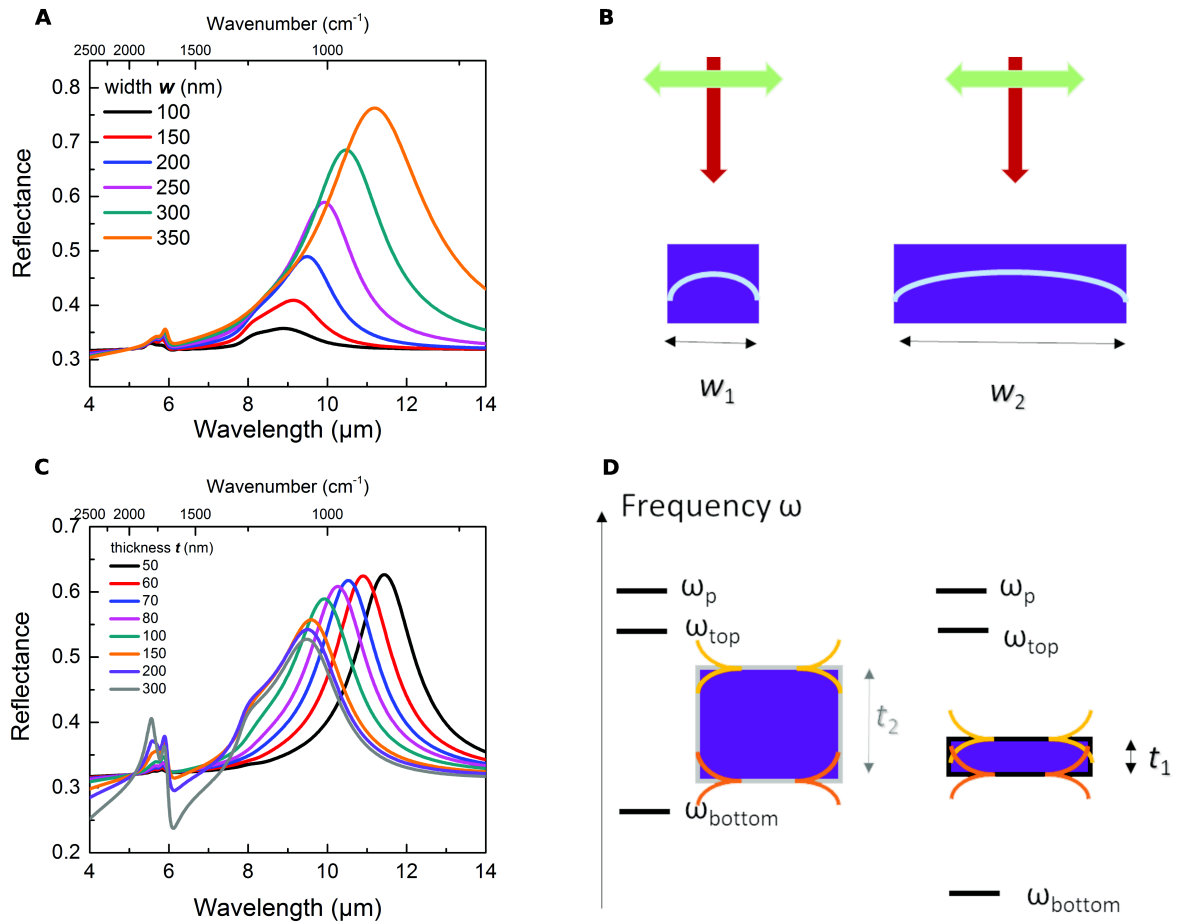 A
Wavenumber (cm-1)
2500 2000 1500 1000
0.8
0.7
0.6
0.5
0.4
0.3
Reflectance
width w (nm)
100
150
200
250
300
350
4 6 8 10 12 14
Wavelength (µm)
B
w1
w2
C
Wavenumber (cm-1)
2500 2000 1500 1000
0.7
0.6
0.5
0.4
0.3
0.2
Reflectance
thickness t (nm)
50
60
70
80
100
150
200
300
4 6 8 10 12 14
Wavelength (µm)
D
Frequency ω
ωp
ωtop
t2
ωbottom
ωp
ωtop
t1
ωbottom